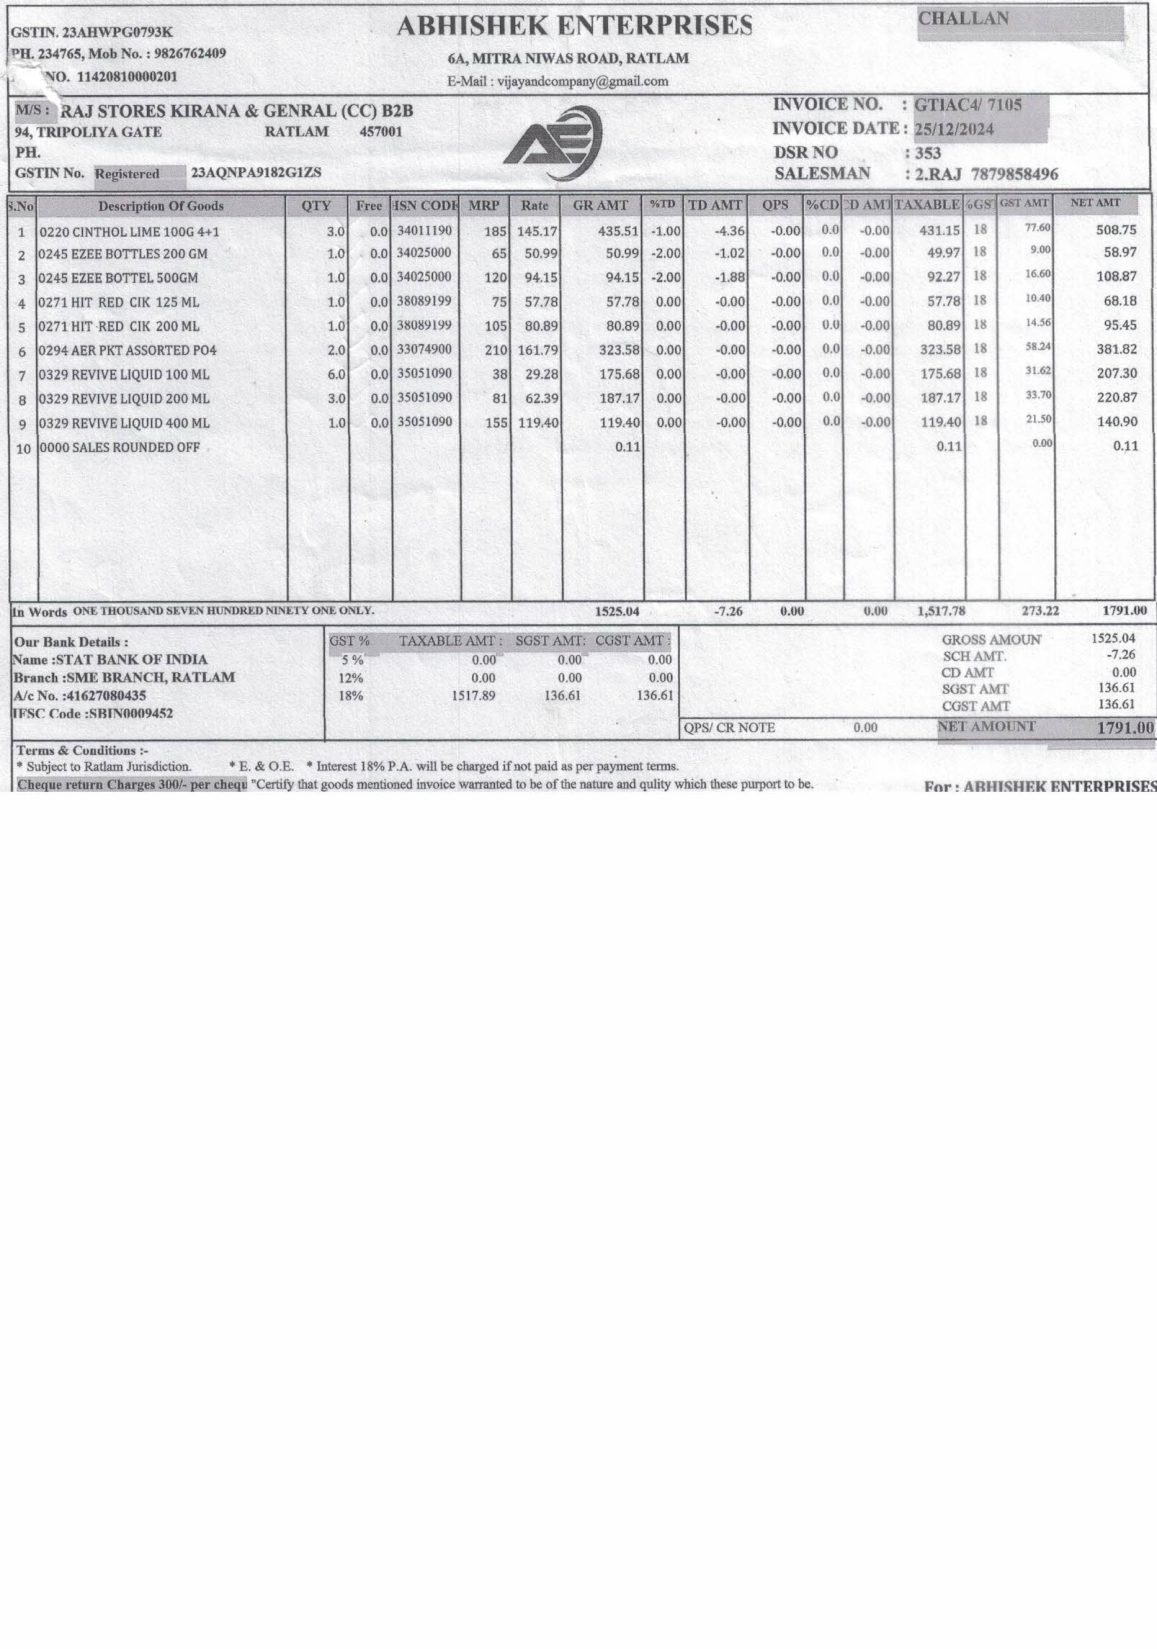 GSTIN. 23AHWPG0793K
PH. 234765, Mob No. : 9826762409
NO. 11420810000201
ABHISHEK ENTERPRISES
6A, MITRA NIWAS ROAD, RATLAM
E-Mail : vijayandcompany@gmail.com
CHALLAN
M/S : RAJ STORES KIRANA & GENRAL (CC) B2B
94, TRIPOLIYA GATE RATLAM 457001
PH.
GSTIN No. Registered 23AQNPA9182G1ZS
AE
INVOICE NO. : GTIAC4/ 7105
INVOICE DATE : 25/12/2024
DSR NO : 353
SALESMAN : 2.RAJ 7879858496
S.No Description Of Goods QTY Free ISN CODE MRP Rate GR AMT %TD TD AMT QPS %CD CD AMT TAXABLE %GST GST AMT NET AMT
1 0220 CINTHOL LIME 100G 4+1 3.0 0.0 34011190 185 145.17 435.51 -1.00 -4.36 -0.00 0.0 -0.00 431.15 18 77.60 508.75
2 0245 EZEE BOTTLES 200 GM 1.0 0.0 34025000 65 50.99 50.99 -2.00 -1.02 -0.00 0.0 -0.00 49.97 18 9.00 58.97
3 0245 EZEE BOTTEL 500GM 1.0 0.0 34025000 120 94.15 94.15 -2.00 -1.88 -0.00 0.0 -0.00 92.27 18 16.60 108.87
4 0271 HIT RED CIK 125 ML 1.0 0.0 38089199 75 57.78 57.78 0.00 -0.00 -0.00 0.0 -0.00 57.78 18 10.40 68.18
5 0271 HIT RED CIK 200 ML 1.0 0.0 38089199 105 80.89 80.89 0.00 -0.00 -0.00 0.0 -0.00 80.89 18 14.56 95.45
6 0294 AER PKT ASSORTED PO4 2.0 0.0 33074900 210 161.79 323.58 0.00 -0.00 -0.00 0.0 -0.00 323.58 18 58.24 381.82
7 0329 REVIVE LIQUID 100 ML 6.0 0.0 35051090 38 29.28 175.68 0.00 -0.00 -0.00 0.0 -0.00 175.68 18 31.62 207.30
8 0329 REVIVE LIQUID 200 ML 3.0 0.0 35051090 81 62.39 187.17 0.00 -0.00 -0.00 0.0 -0.00 187.17 18 33.70 220.87
9 0329 REVIVE LIQUID 400 ML 1.0 0.0 35051090 155 119.40 119.40 0.00 -0.00 -0.00 0.0 -0.00 119.40 18 21.50 140.90
10 0000 SALES ROUNDED OFF 0.11 0.11 0.00 0.11
In Words ONE THOUSAND SEVEN HUNDRED NINETY ONE ONLY. 1525.04 -7.26 0.00 0.00 1,517.78 273.22 1791.00
Our Bank Details :
Name :STAT BANK OF INDIA
Branch :SME BRANCH, RATLAM
A/c No. :41627080435
IFSC Code :SBIN0009452
GST % TAXABLE AMT : SGST AMT: CGST AMT :
5 % 0.00 0.00 0.00
12% 0.00 0.00 0.00
18% 1517.89 136.61 136.61
GROSS AMOUN 1525.04
SCH AMT. -7.26
CD AMT 0.00
SGST AMT 136.61
CGST AMT 136.61
QPS/ CR NOTE 0.00 NET AMOUNT 1791.00
Terms & Conditions :-
* Subject to Ratlam Jurisdiction. * E. & O.E. * Interest 18% P.A. will be charged if not paid as per payment terms.
Cheque return Charges 300/- per chequ "Certify that goods mentioned invoice warranted to be of the nature and qulity which these purport to be.
For : ABHISHEK ENTERPRISES